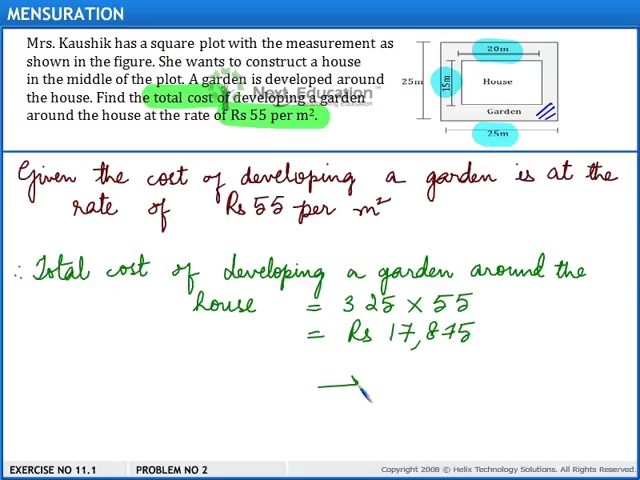 MENSURATION
Mrs. Kaushik has a square plot with the measurement as
shown in the figure. She wants to construct a house
in the middle of the plot. A garden is developed around
the house. Find the total cost of developing a garden
around the house at the rate of Rs 55 per m².
Next Education
20m
25m
15m
House
Garden
25m
Given the cost of developing a garden is at the
rate of Rs 55 per m²
∴ Total cost of developing a garden around the
house = 325 × 55
= Rs 17,875
EXERCISE NO 11.1
PROBLEM NO 2
Copyright 2008 © Helix Technology Solutions. All Rights Reserved.